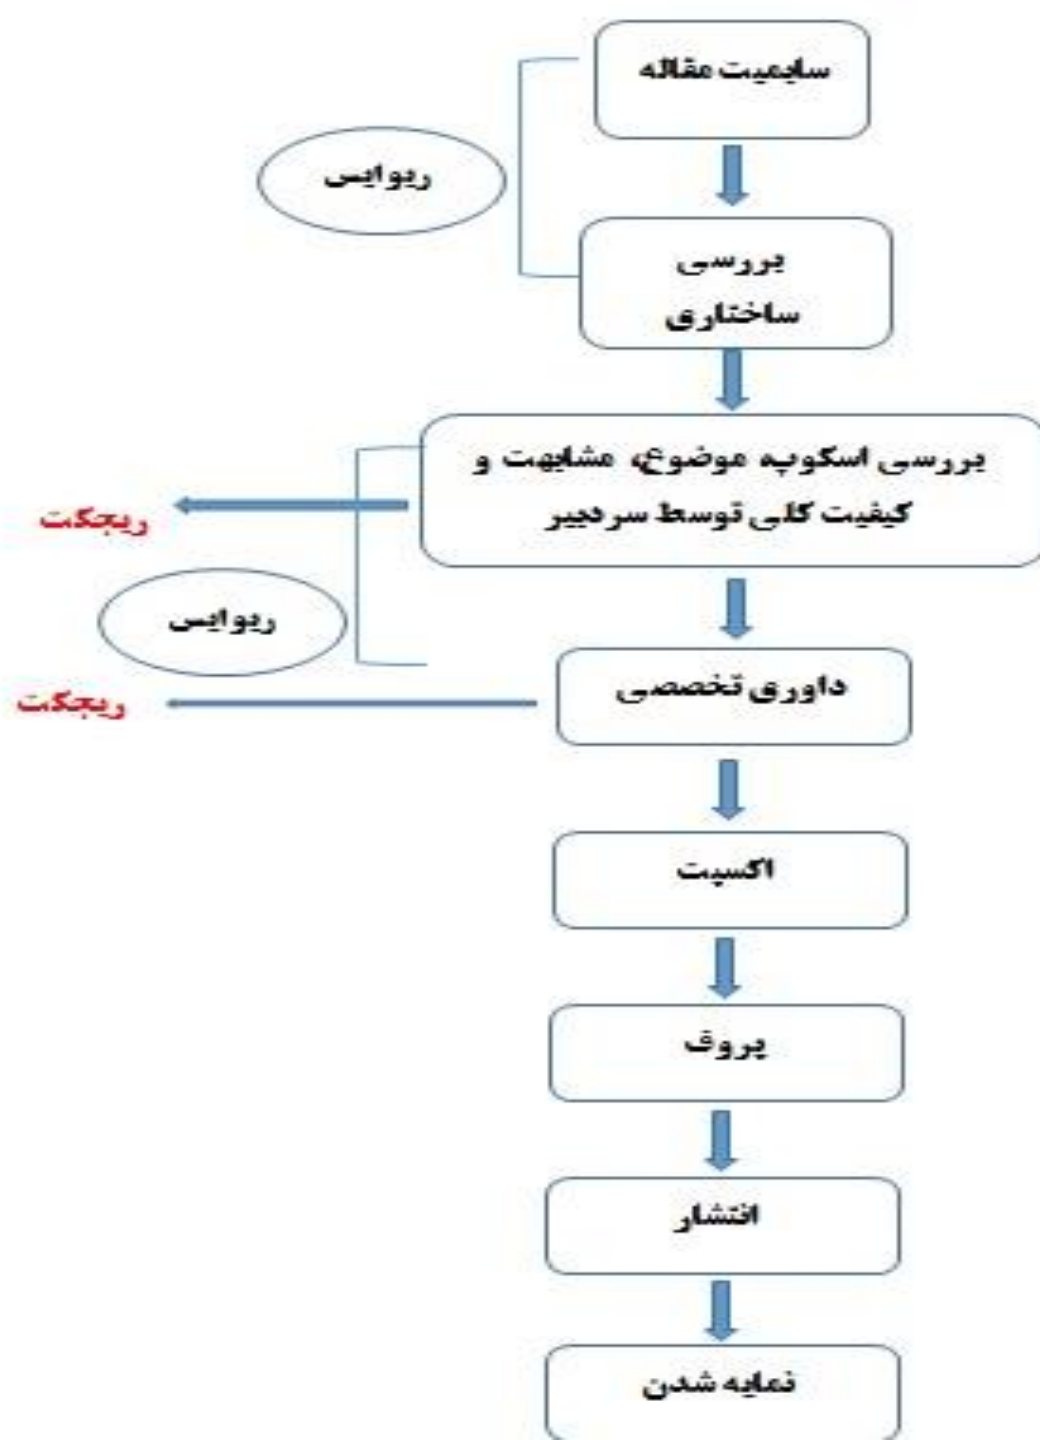 سابمیت مقاله
ریوایس
بررسی
ساختاری
بررسی اسکوپ، موضوع، مشابهت و
کیفیت کلی توسط سردبیر
ریجکت
ریوایس
داوری تخصصی
ریجکت
اکسپت
پروف
انتشار
نمایه شدن